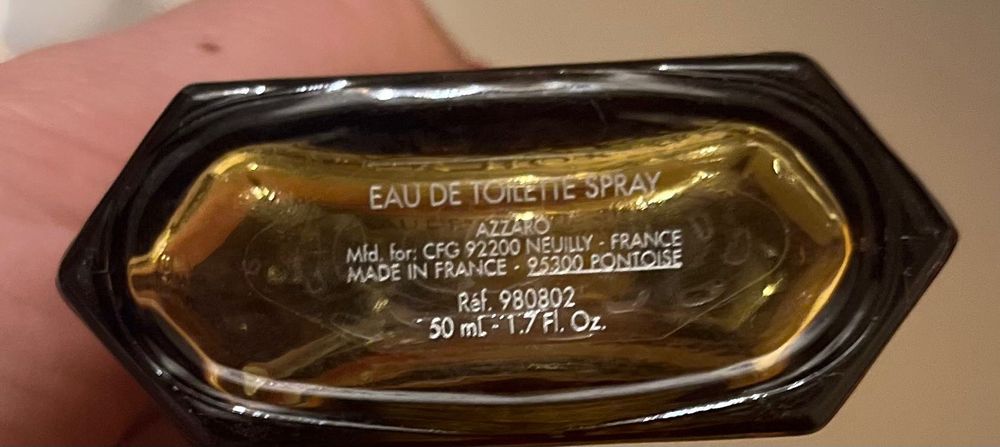 EAU DE TOILETTE SPRAY
AZZARO
Mfd. for: CFG 92200 NEUILLY - FRANCE
MADE IN FRANCE - 95300 PONTOISE
Réf. 980802
50 mL - 1.7 Fl. Oz.